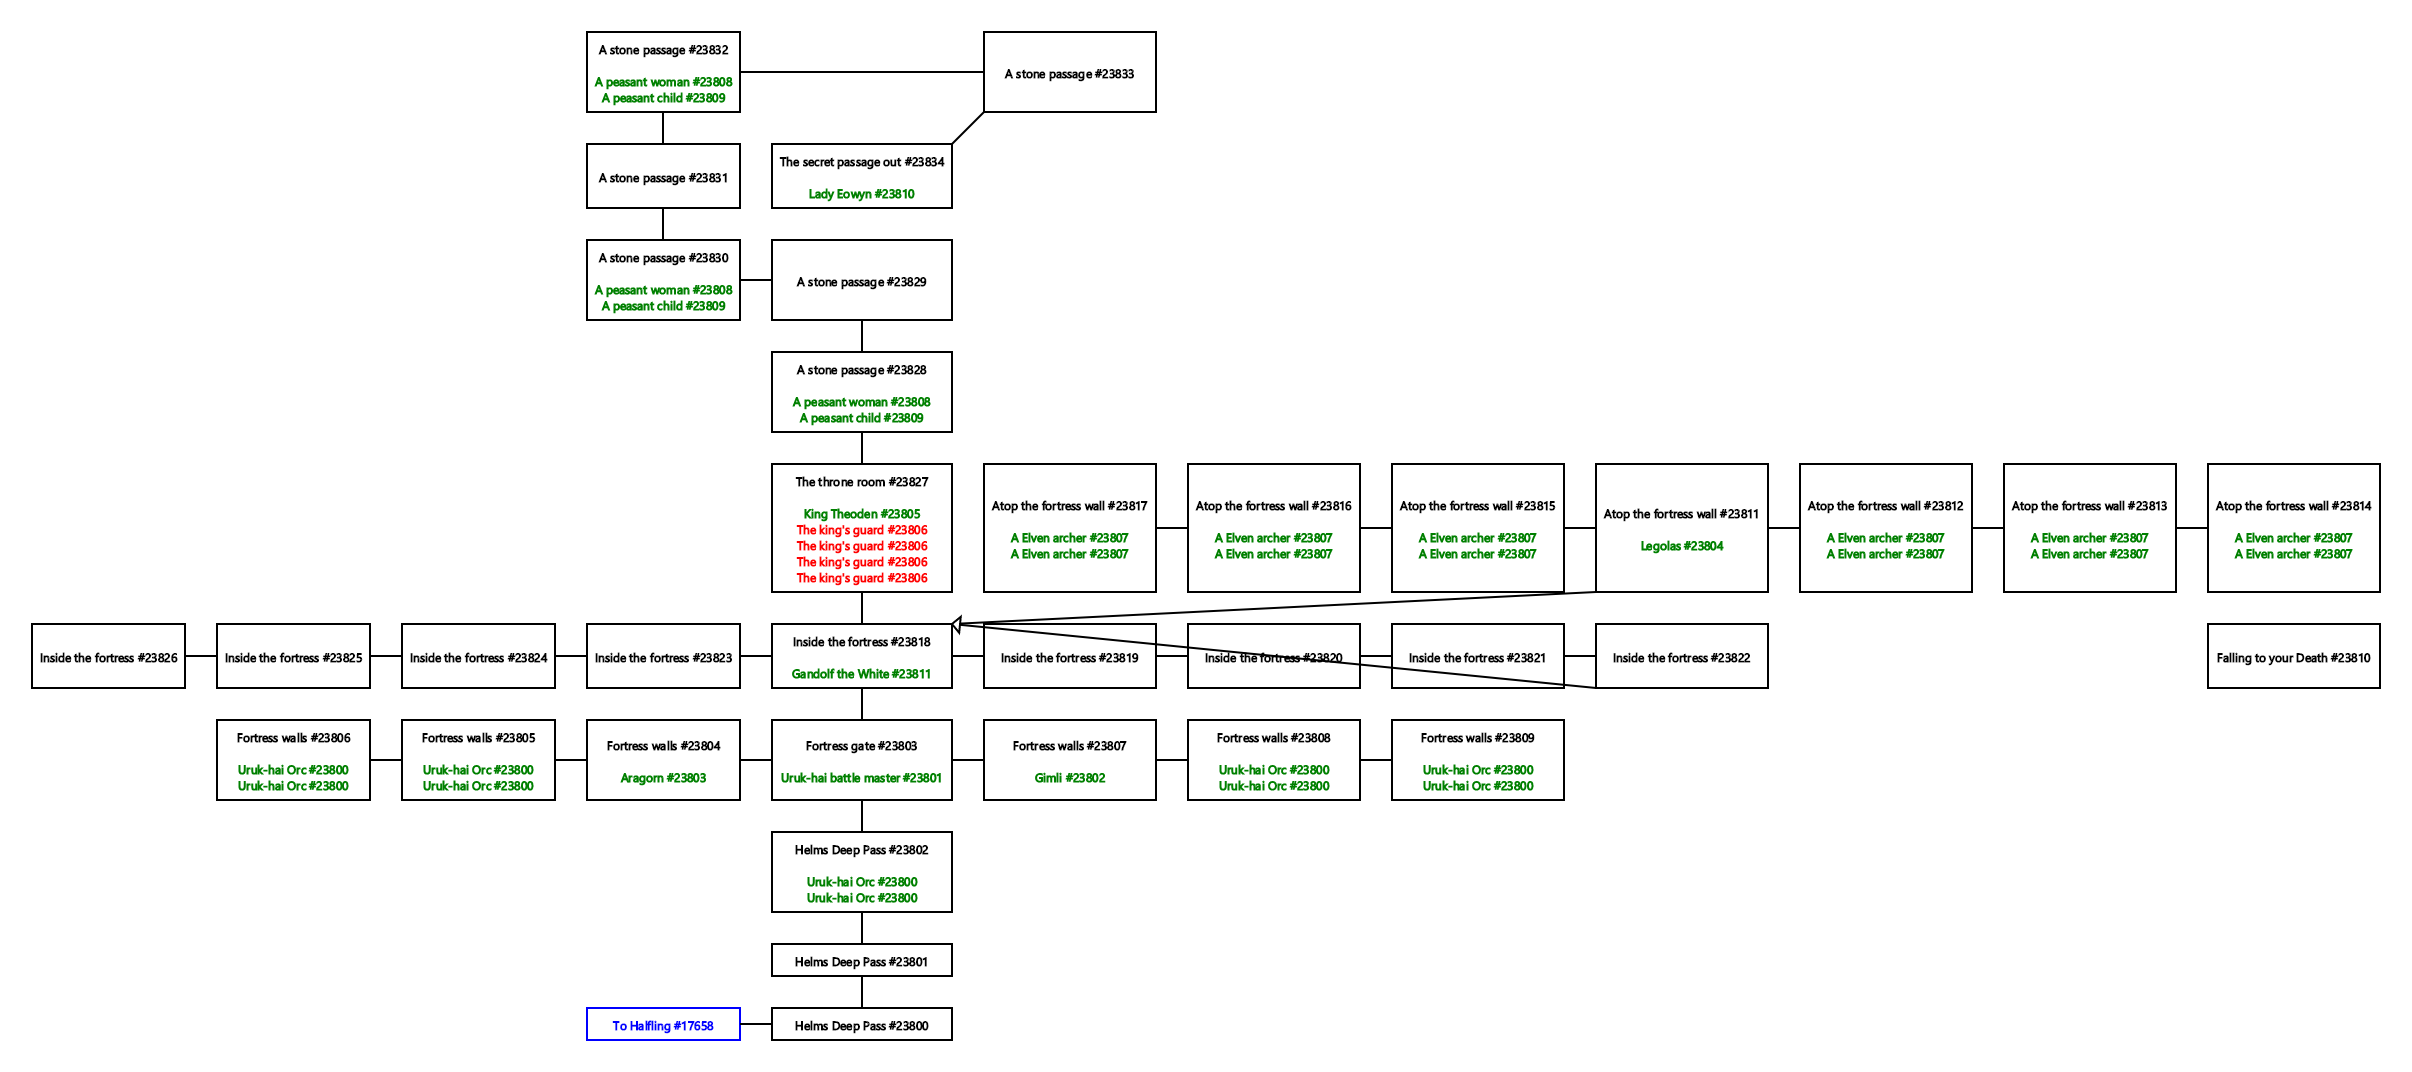 A stone passage #23832
A peasant woman #23808
A peasant child #23809
A stone passage #23833
A stone passage #23831
The secret passage out #23834
Lady Eowyn #23810
A stone passage #23830
A peasant woman #23808
A peasant child #23809
A stone passage #23829
A stone passage #23828
A peasant woman #23808
A peasant child #23809
The throne room #23827
King Theoden #23805
The king's guard #23806
The king's guard #23806
The king's guard #23806
The king's guard #23806
Atop the fortress wall #23817
A Elven archer #23807
A Elven archer #23807
Atop the fortress wall #23816
A Elven archer #23807
A Elven archer #23807
Atop the fortress wall #23815
A Elven archer #23807
A Elven archer #23807
Atop the fortress wall #23811
Legolas #23804
Atop the fortress wall #23812
A Elven archer #23807
A Elven archer #23807
Atop the fortress wall #23813
A Elven archer #23807
A Elven archer #23807
Atop the fortress wall #23814
A Elven archer #23807
A Elven archer #23807
Inside the fortress #23826
Inside the fortress #23825
Inside the fortress #23824
Inside the fortress #23823
Inside the fortress #23818
Gandolf the White #23811
Inside the fortress #23819
Inside the fortress #23820
Inside the fortress #23821
Inside the fortress #23822
Falling to your Death #23810
Fortress walls #23806
Uruk-hai Orc #23800
Uruk-hai Orc #23800
Fortress walls #23805
Uruk-hai Orc #23800
Uruk-hai Orc #23800
Fortress walls #23804
Aragorn #23803
Fortress gate #23803
Uruk-hai battle master #23801
Fortress walls #23807
Gimli #23802
Fortress walls #23808
Uruk-hai Orc #23800
Uruk-hai Orc #23800
Fortress walls #23809
Uruk-hai Orc #23800
Uruk-hai Orc #23800
Helms Deep Pass #23802
Uruk-hai Orc #23800
Uruk-hai Orc #23800
Helms Deep Pass #23801
To Halfling #17658
Helms Deep Pass #23800